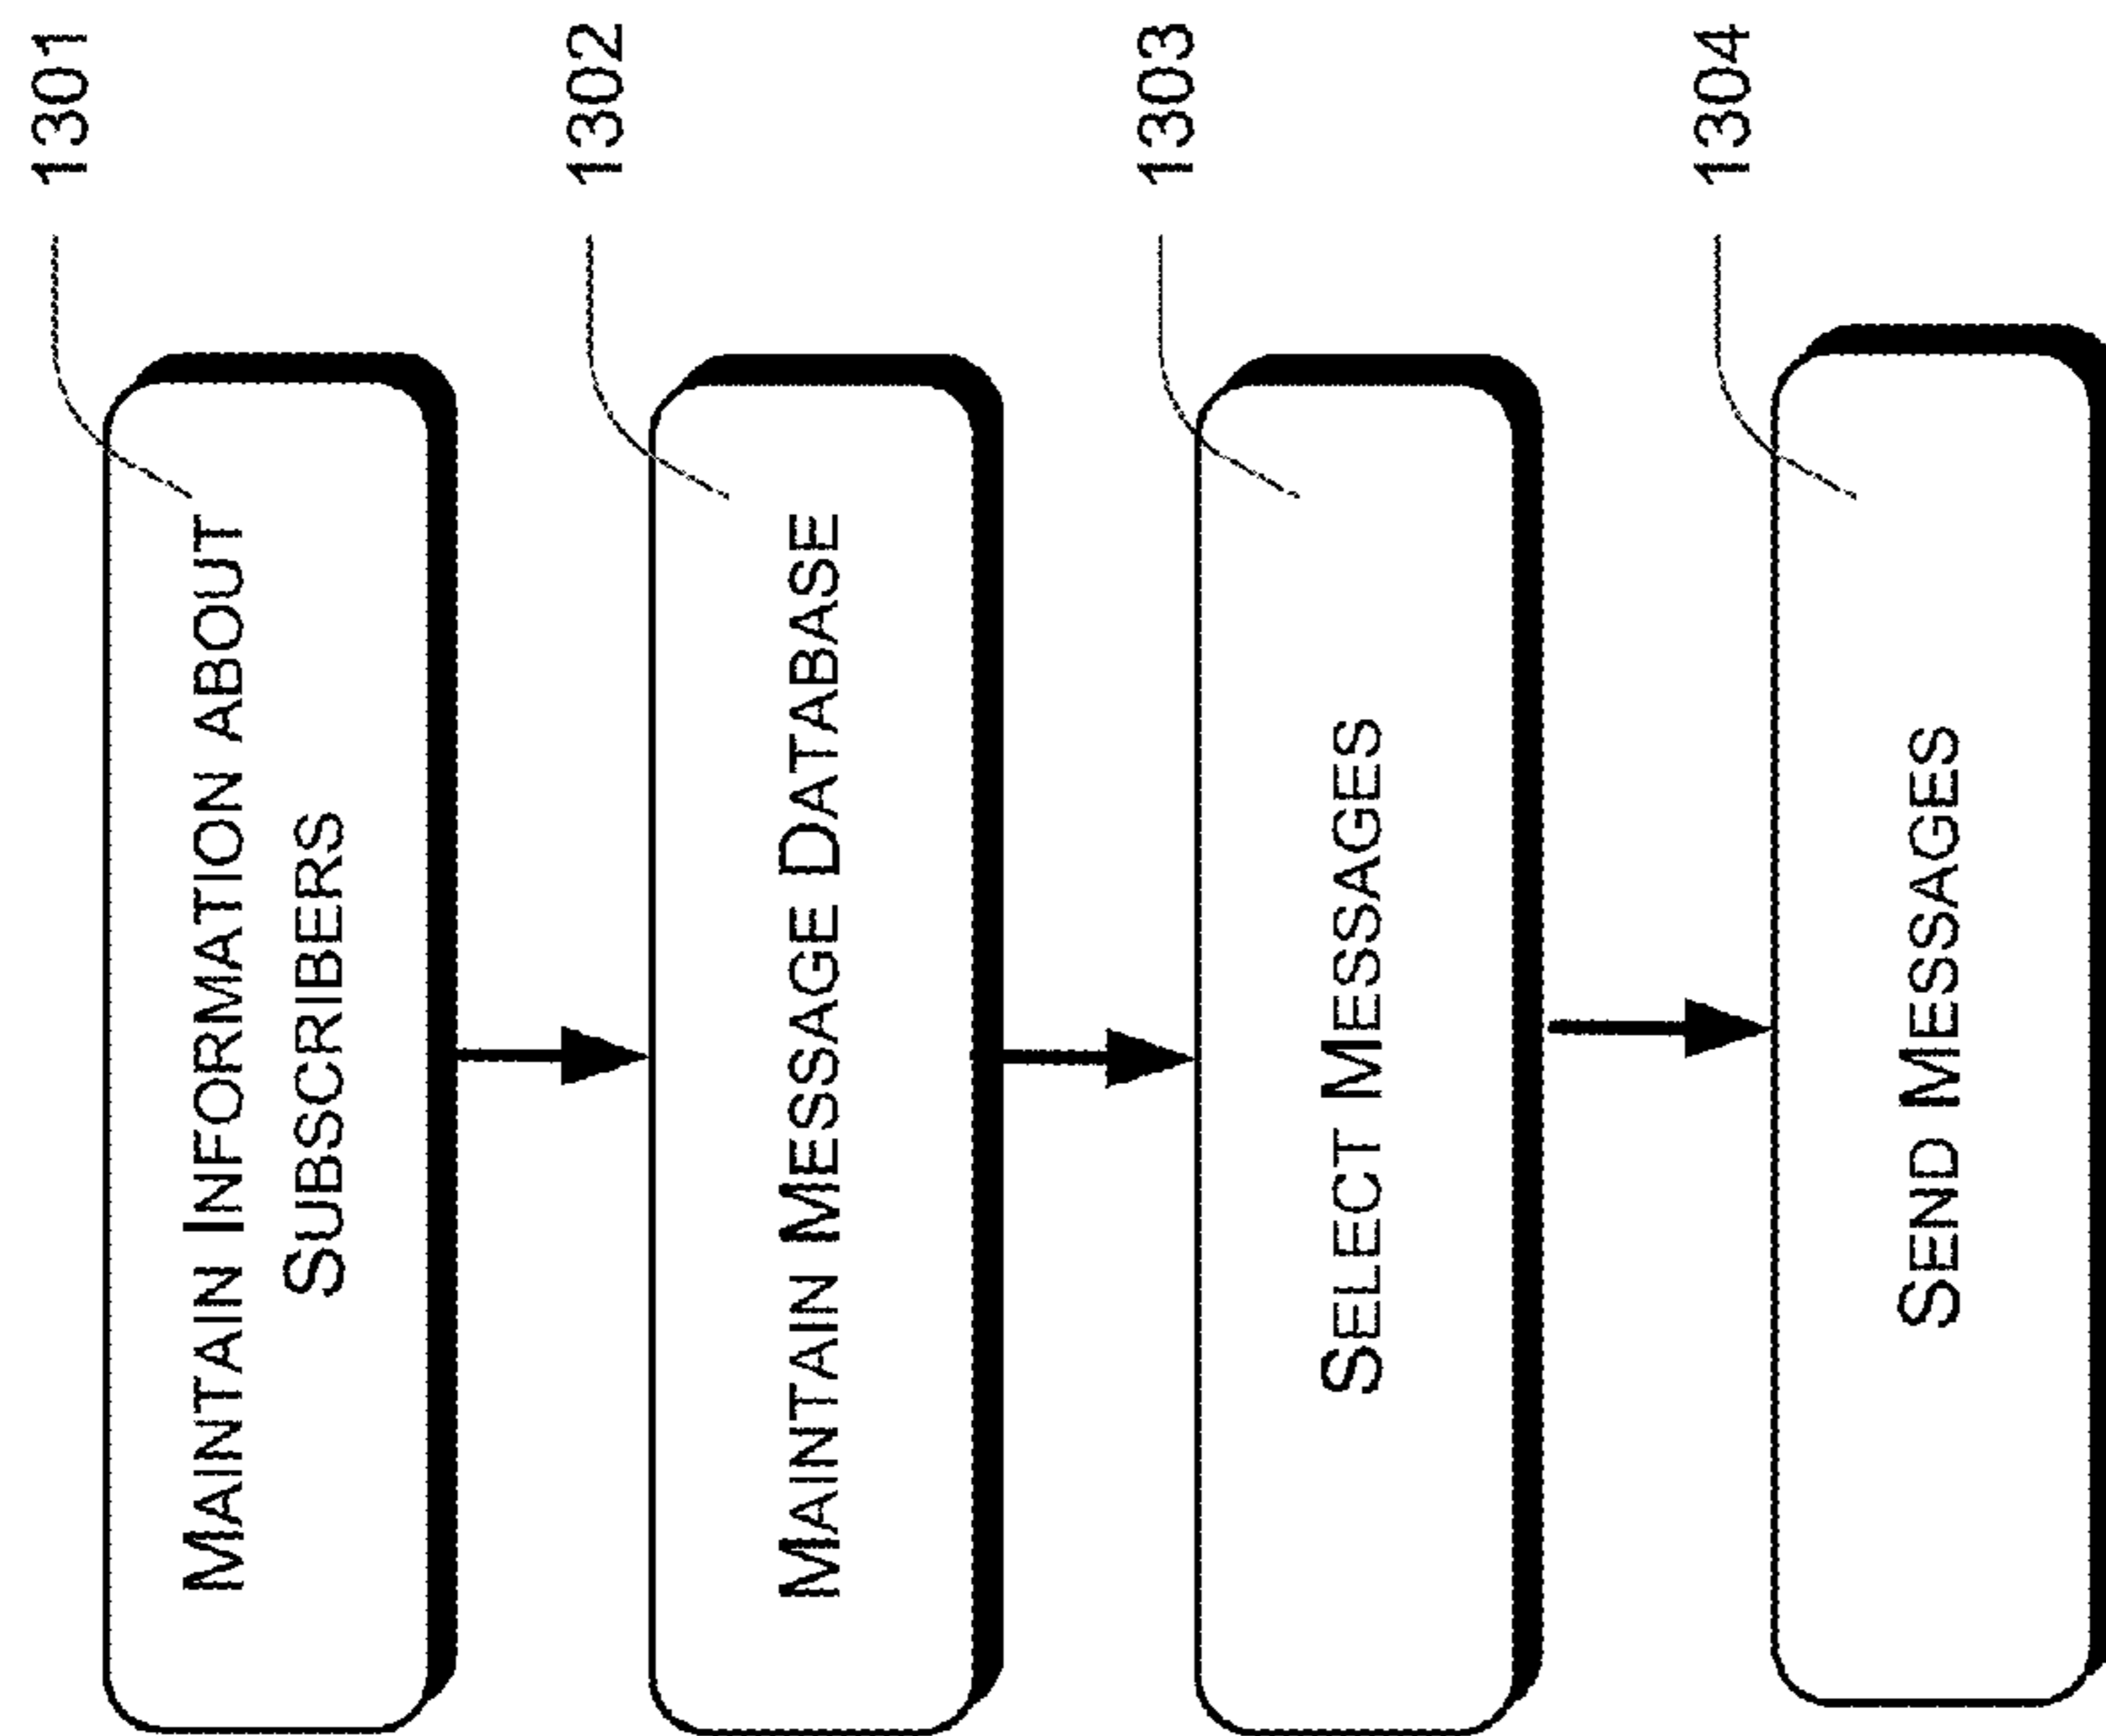 1301
MAINTAIN INFORMATION ABOUT
SUBSCRIBERS
1302
MAINTAIN MESSAGE DATABASE
1303
SELECT MESSAGES
1304
SEND MESSAGES